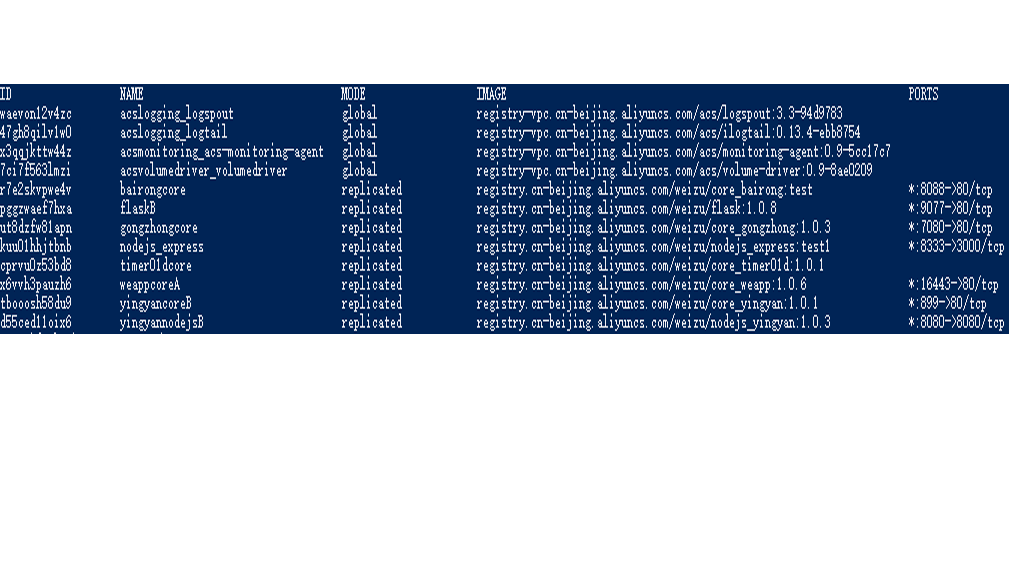 ID NAME MODE IMAGE PORTS
waevon12v4zc acslogging_logspout global registry-vpc.cn-beijing.aliyuncs.com/acs/logspout:3.3-94d9783
47gh8qilv1w0 acslogging_logtail global registry-vpc.cn-beijing.aliyuncs.com/acs/ilogtail:0.13.4-ebb8754
x3qqjkttw44z acsmonitoring_acs-monitoring-agent global registry-vpc.cn-beijing.aliyuncs.com/acs/monitoring-agent:0.9-5cc17c7
7ci7f563lmzi acsvolumedriver_volumedriver global registry-vpc.cn-beijing.aliyuncs.com/acs/volume-driver:0.9-8ae0209
r7e2skvpwe4v bairongcore replicated registry.cn-beijing.aliyuncs.com/weizu/core_bairong:test *:8088->80/tcp
pggzwaef7hxa flaskB replicated registry.cn-beijing.aliyuncs.com/weizu/flask:1.0.8 *:9077->80/tcp
ut8dzfw81apn gongzhongcore replicated registry.cn-beijing.aliyuncs.com/weizu/core_gongzhong:1.0.3 *:7080->80/tcp
kuu01hhjtbnb nodejs_express replicated registry.cn-beijing.aliyuncs.com/weizu/nodejs_express:test1 *:8333->3000/tcp
cprvu0z53bd8 timer01dcore replicated registry.cn-beijing.aliyuncs.com/weizu/core_timer01d:1.0.1
x6vvh3pauzh6 weappcoreA replicated registry.cn-beijing.aliyuncs.com/weizu/core_weapp:1.0.6 *:16443->80/tcp
tbooosh58du9 yingyancoreB replicated registry.cn-beijing.aliyuncs.com/weizu/core_yingyan:1.0.1 *:899->80/tcp
d55ced11oix6 yingyannodejsB replicated registry.cn-beijing.aliyuncs.com/weizu/nodejs_yingyan:1.0.3 *:8080->8080/tcp